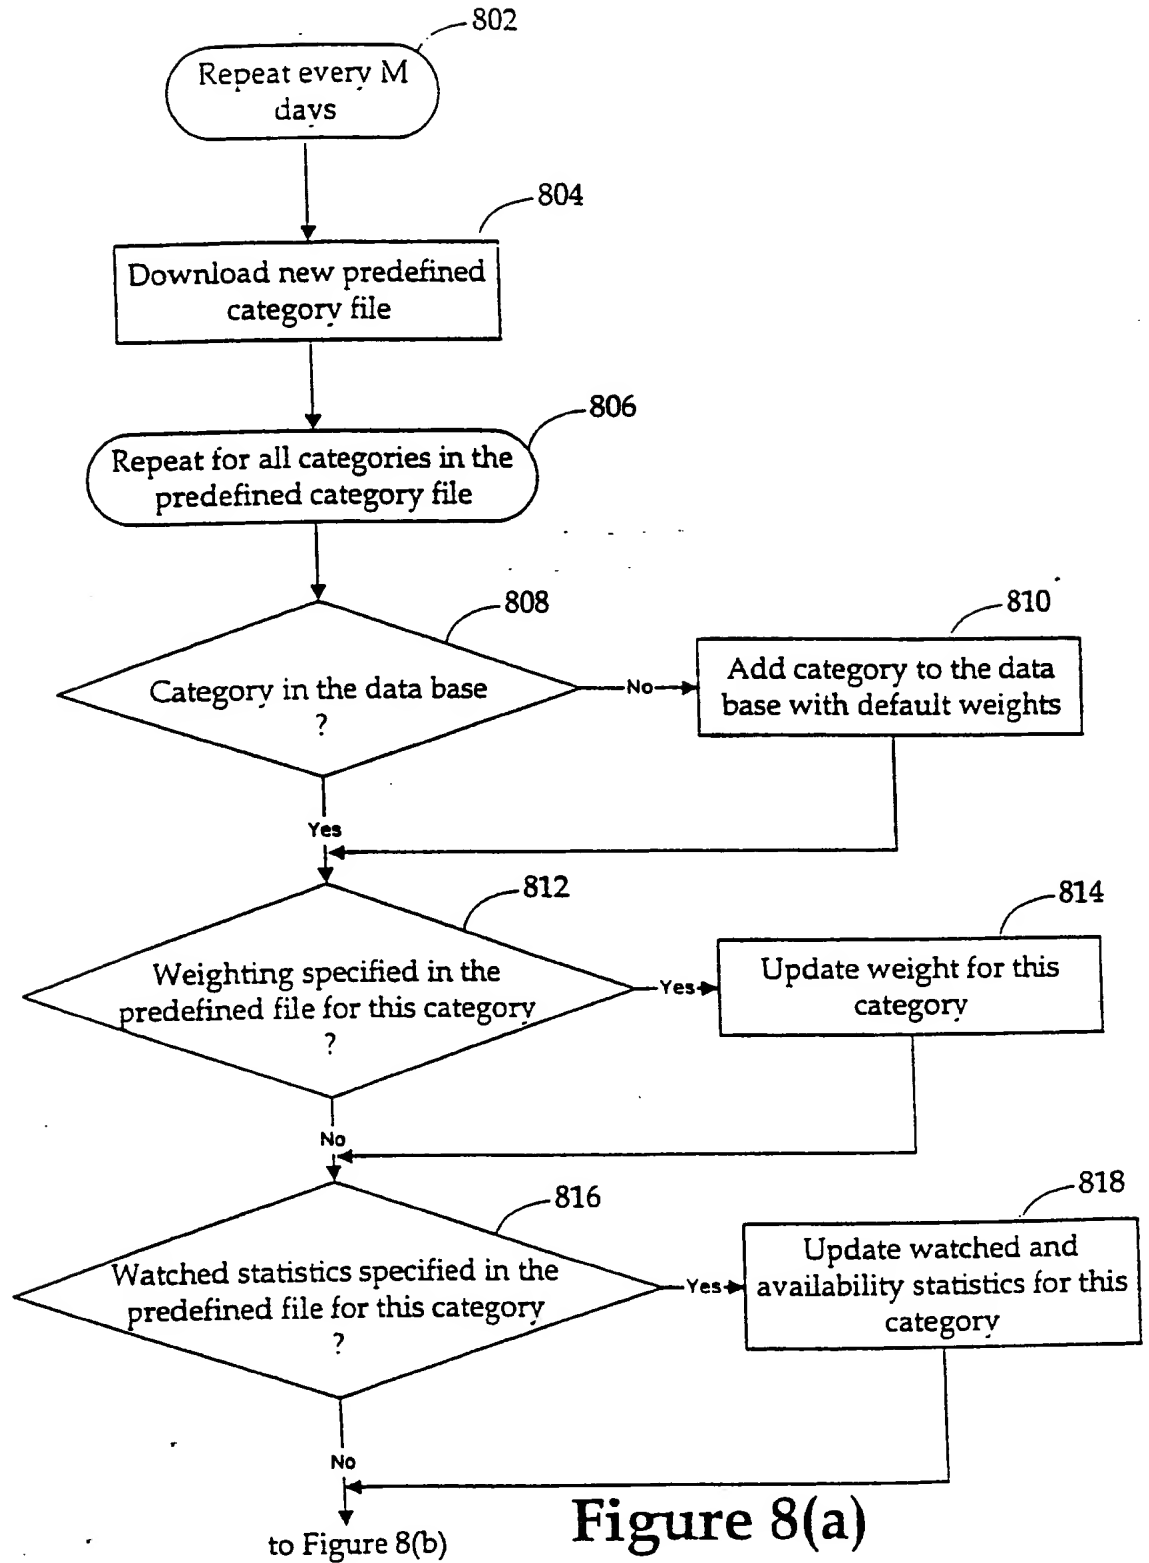 802
Repeat every M
days
804
Download new predefined
category file
806
Repeat for all categories in the
predefined category file
808
Category in the data base
?
No
810
Add category to the data
base with default weights
Yes
812
Weighting specified in the
predefined file for this category
?
Yes
814
Update weight for this
category
No
816
Watched statistics specified in the
predefined file for this category
?
Yes
818
Update watched and
availability statistics for this
category
No
to Figure 8(b)
Figure 8(a)